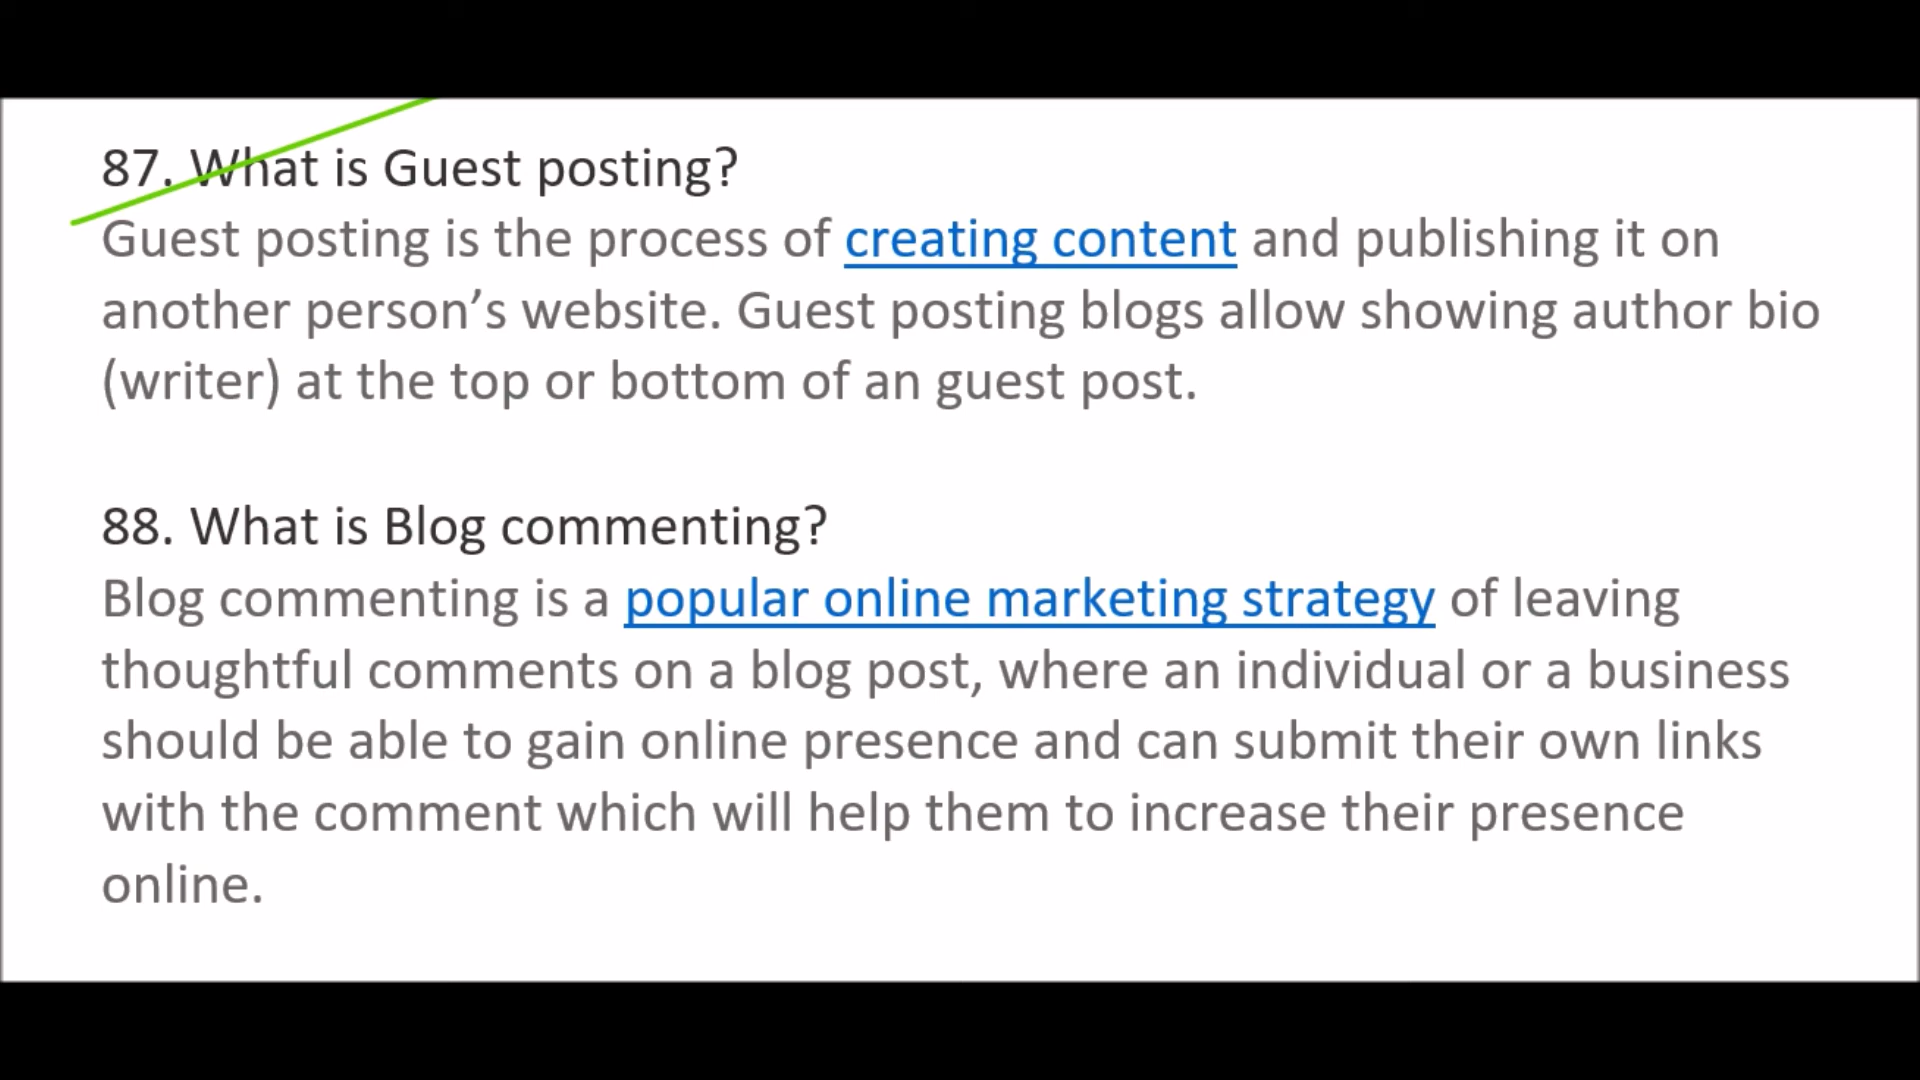 87. What is Guest posting?
Guest posting is the process of creating content and publishing it on
another person’s website. Guest posting blogs allow showing author bio
(writer) at the top or bottom of an guest post.
88. What is Blog commenting?
Blog commenting is a popular online marketing strategy of leaving
thoughtful comments on a blog post, where an individual or a business
should be able to gain online presence and can submit their own links
with the comment which will help them to increase their presence
online.